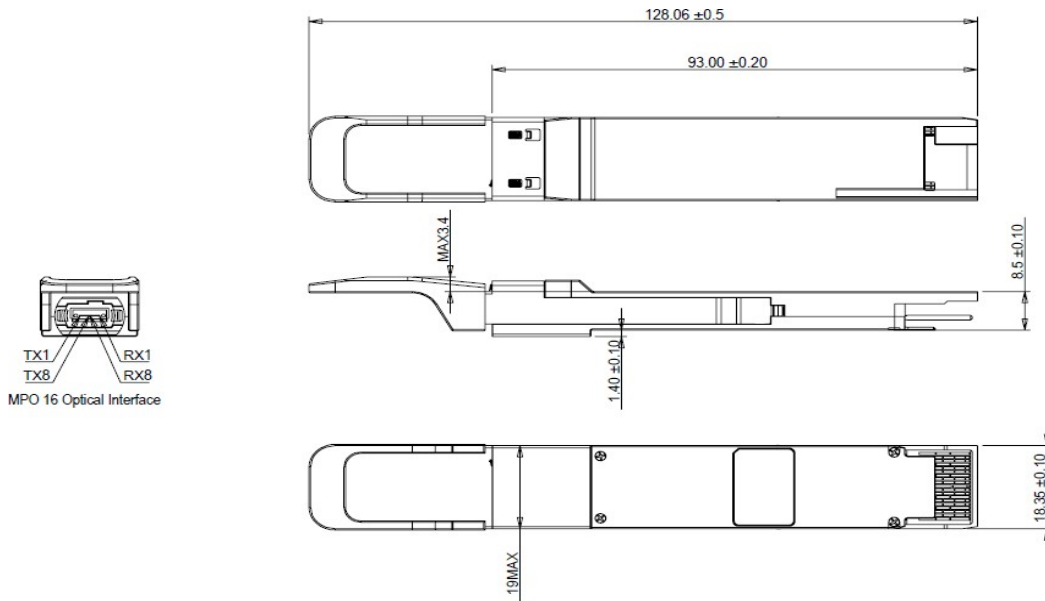 128.06 ±0.5
93.00 ±0.20
MAX3.4
8.5 ±0.10
1.40 ±0.10
TX1 RX1
TX8 RX8
MPO 16 Optical Interface
18.35 ±0.10
19MAX